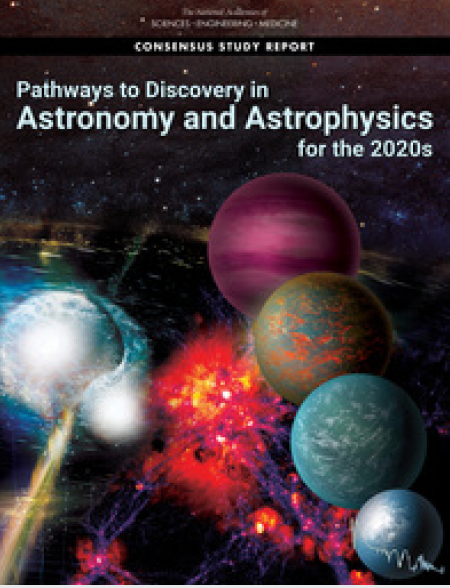 The National Academies of
SCIENCES • ENGINEERING • MEDICINE
CONSENSUS STUDY REPORT
Pathways to Discovery in
Astronomy and Astrophysics
for the 2020s